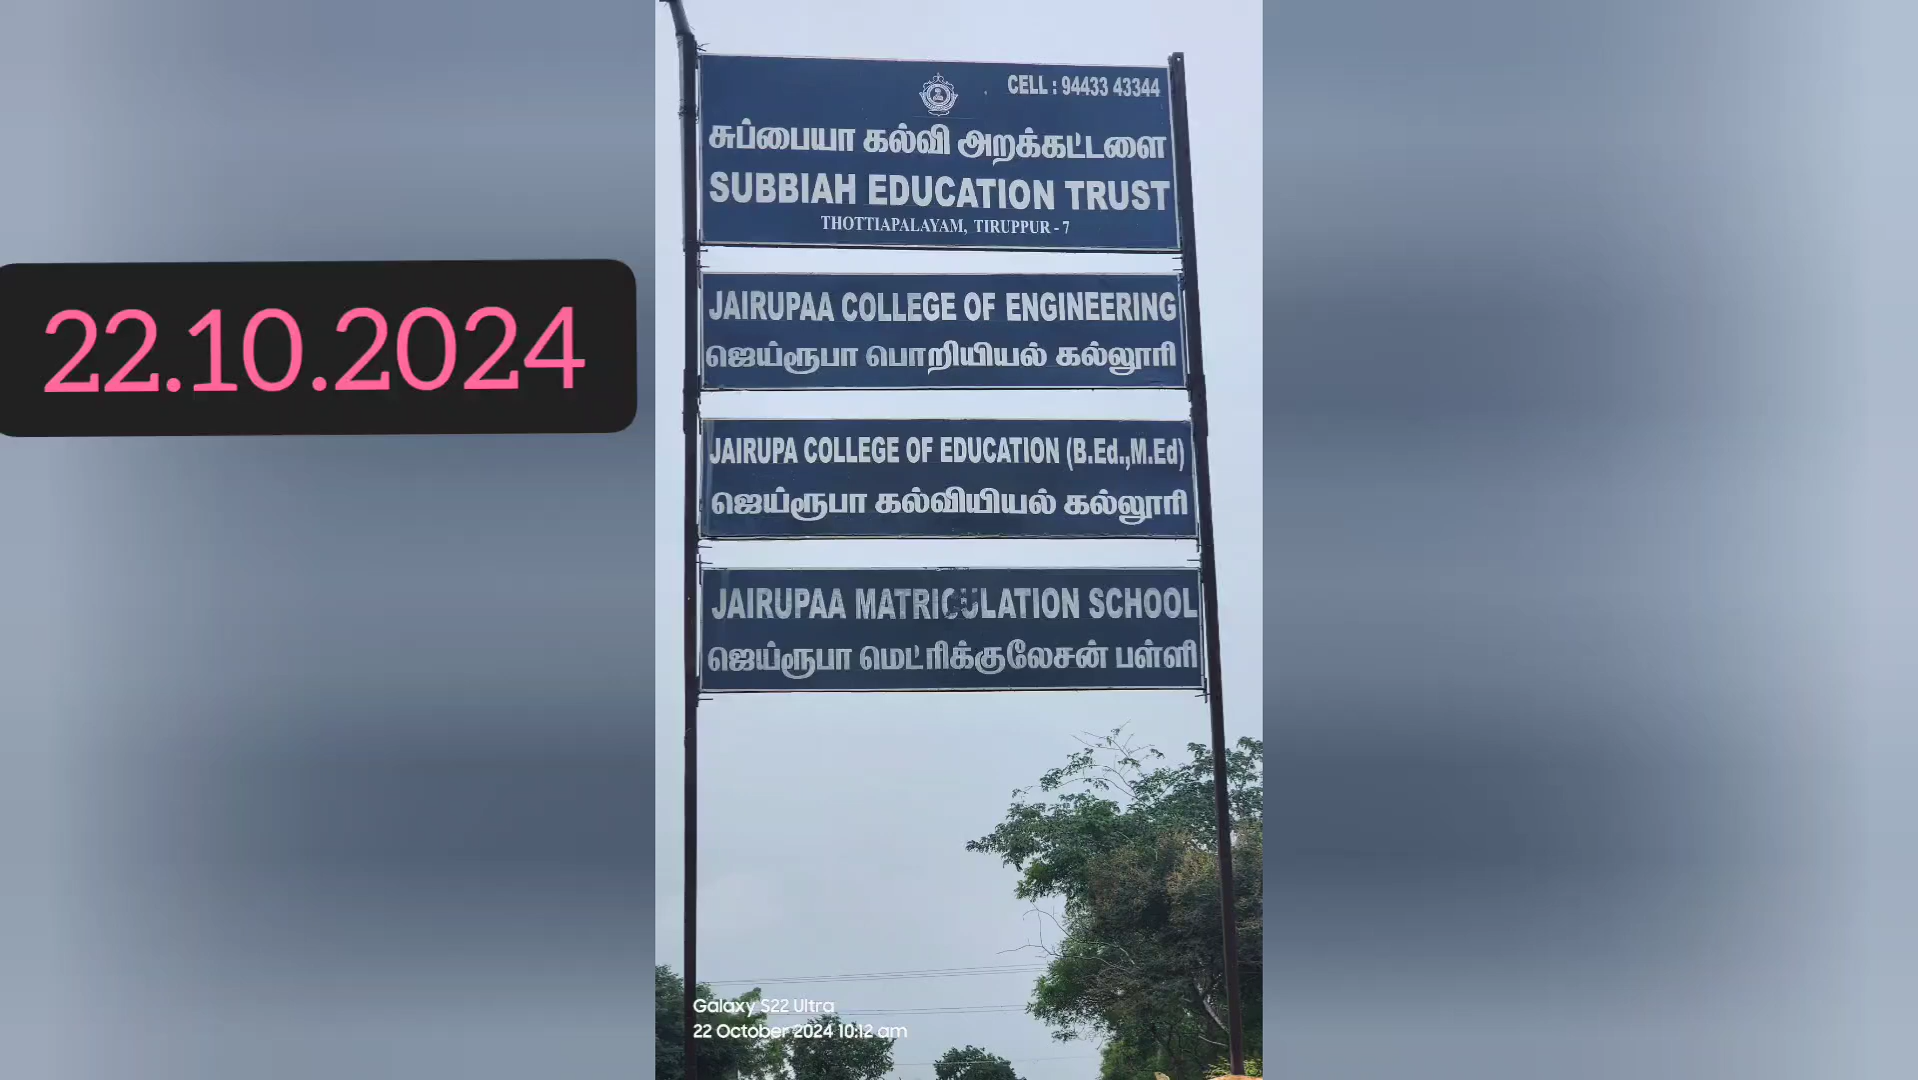 CELL : 94433 43344
சுப்பையா கல்வி அறக்கட்டளை
SUBBIAH EDUCATION TRUST
THOTTIAPALAYAM, TIRUPPUR - 7
22.10.2024
JAIRUPAA COLLEGE OF ENGINEERING
ஜெய்ரூபா பொறியியல் கல்லூரி
JAIRUPA COLLEGE OF EDUCATION (B.Ed.,M.Ed)
ஜெய்ரூபா கல்வியியல் கல்லூரி
JAIRUPAA MATRICULATION SCHOOL
ஜெய்ரூபா மெட்ரிக்குலேசன் பள்ளி
Galaxy S22 Ultra
22 October 2024 10:12 am